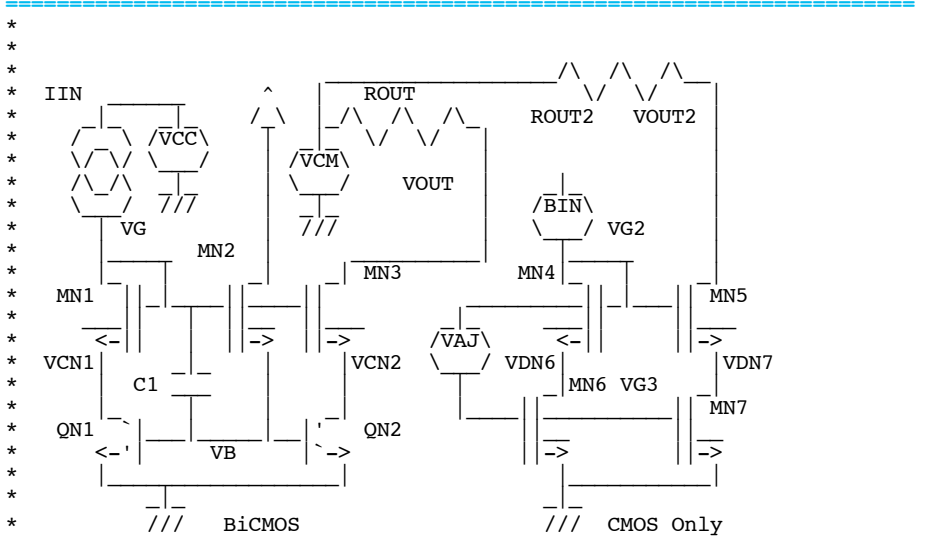 IIN ROUT
ROUT2 VOUT2
VCC
VCM
VOUT
BIN
VG VG2
MN2
MN3 MN4
MN1 MN5
VAJ
VCN1 VCN2 VDN6 VDN7
C1 MN6 VG3
MN7
QN1 QN2
VB
BiCMOS CMOS Only